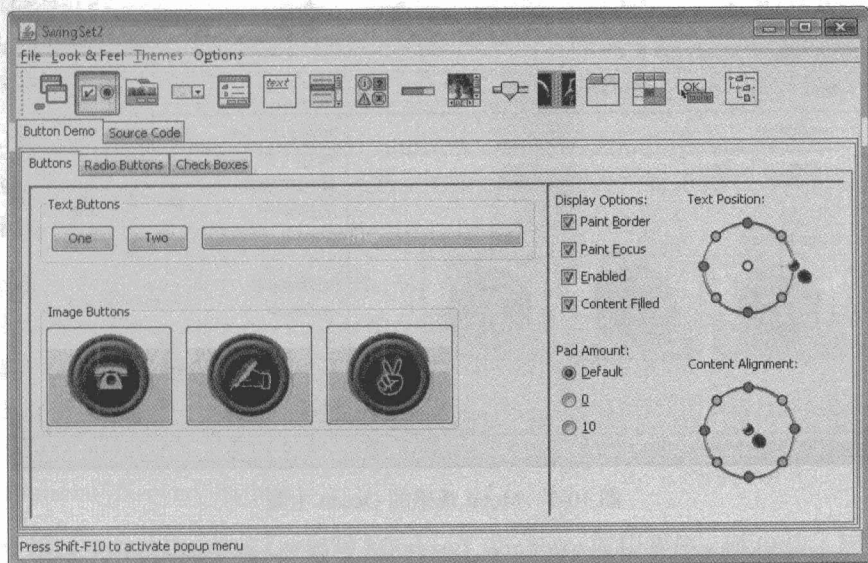 SwingSet2
File Look & Feel Themes Options
text
OK
Button Demo Source Code
Buttons Radio Buttons Check Boxes
Text Buttons
One Two
Image Buttons
Display Options:
Paint Border
Paint Focus
Enabled
Content Filled
Text Position:
Pad Amount:
Default
0
10
Content Alignment:
Press Shift-F10 to activate popup menu